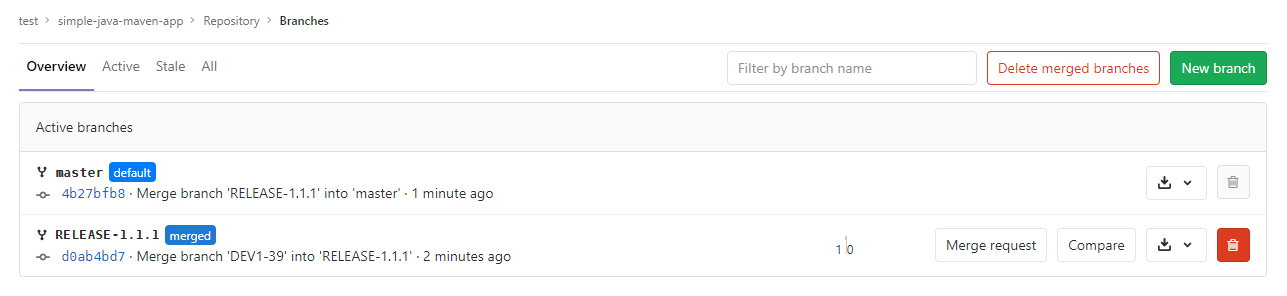 test > simple-java-maven-app > Repository > Branches
Overview Active Stale All Filter by branch name Delete merged branches New branch
Active branches
master default
4b27bfb8 · Merge branch 'RELEASE-1.1.1' into 'master' · 1 minute ago
RELEASE-1.1.1 merged
1 0 Merge request Compare
d0ab4bd7 · Merge branch 'DEV1-39' into 'RELEASE-1.1.1' · 2 minutes ago